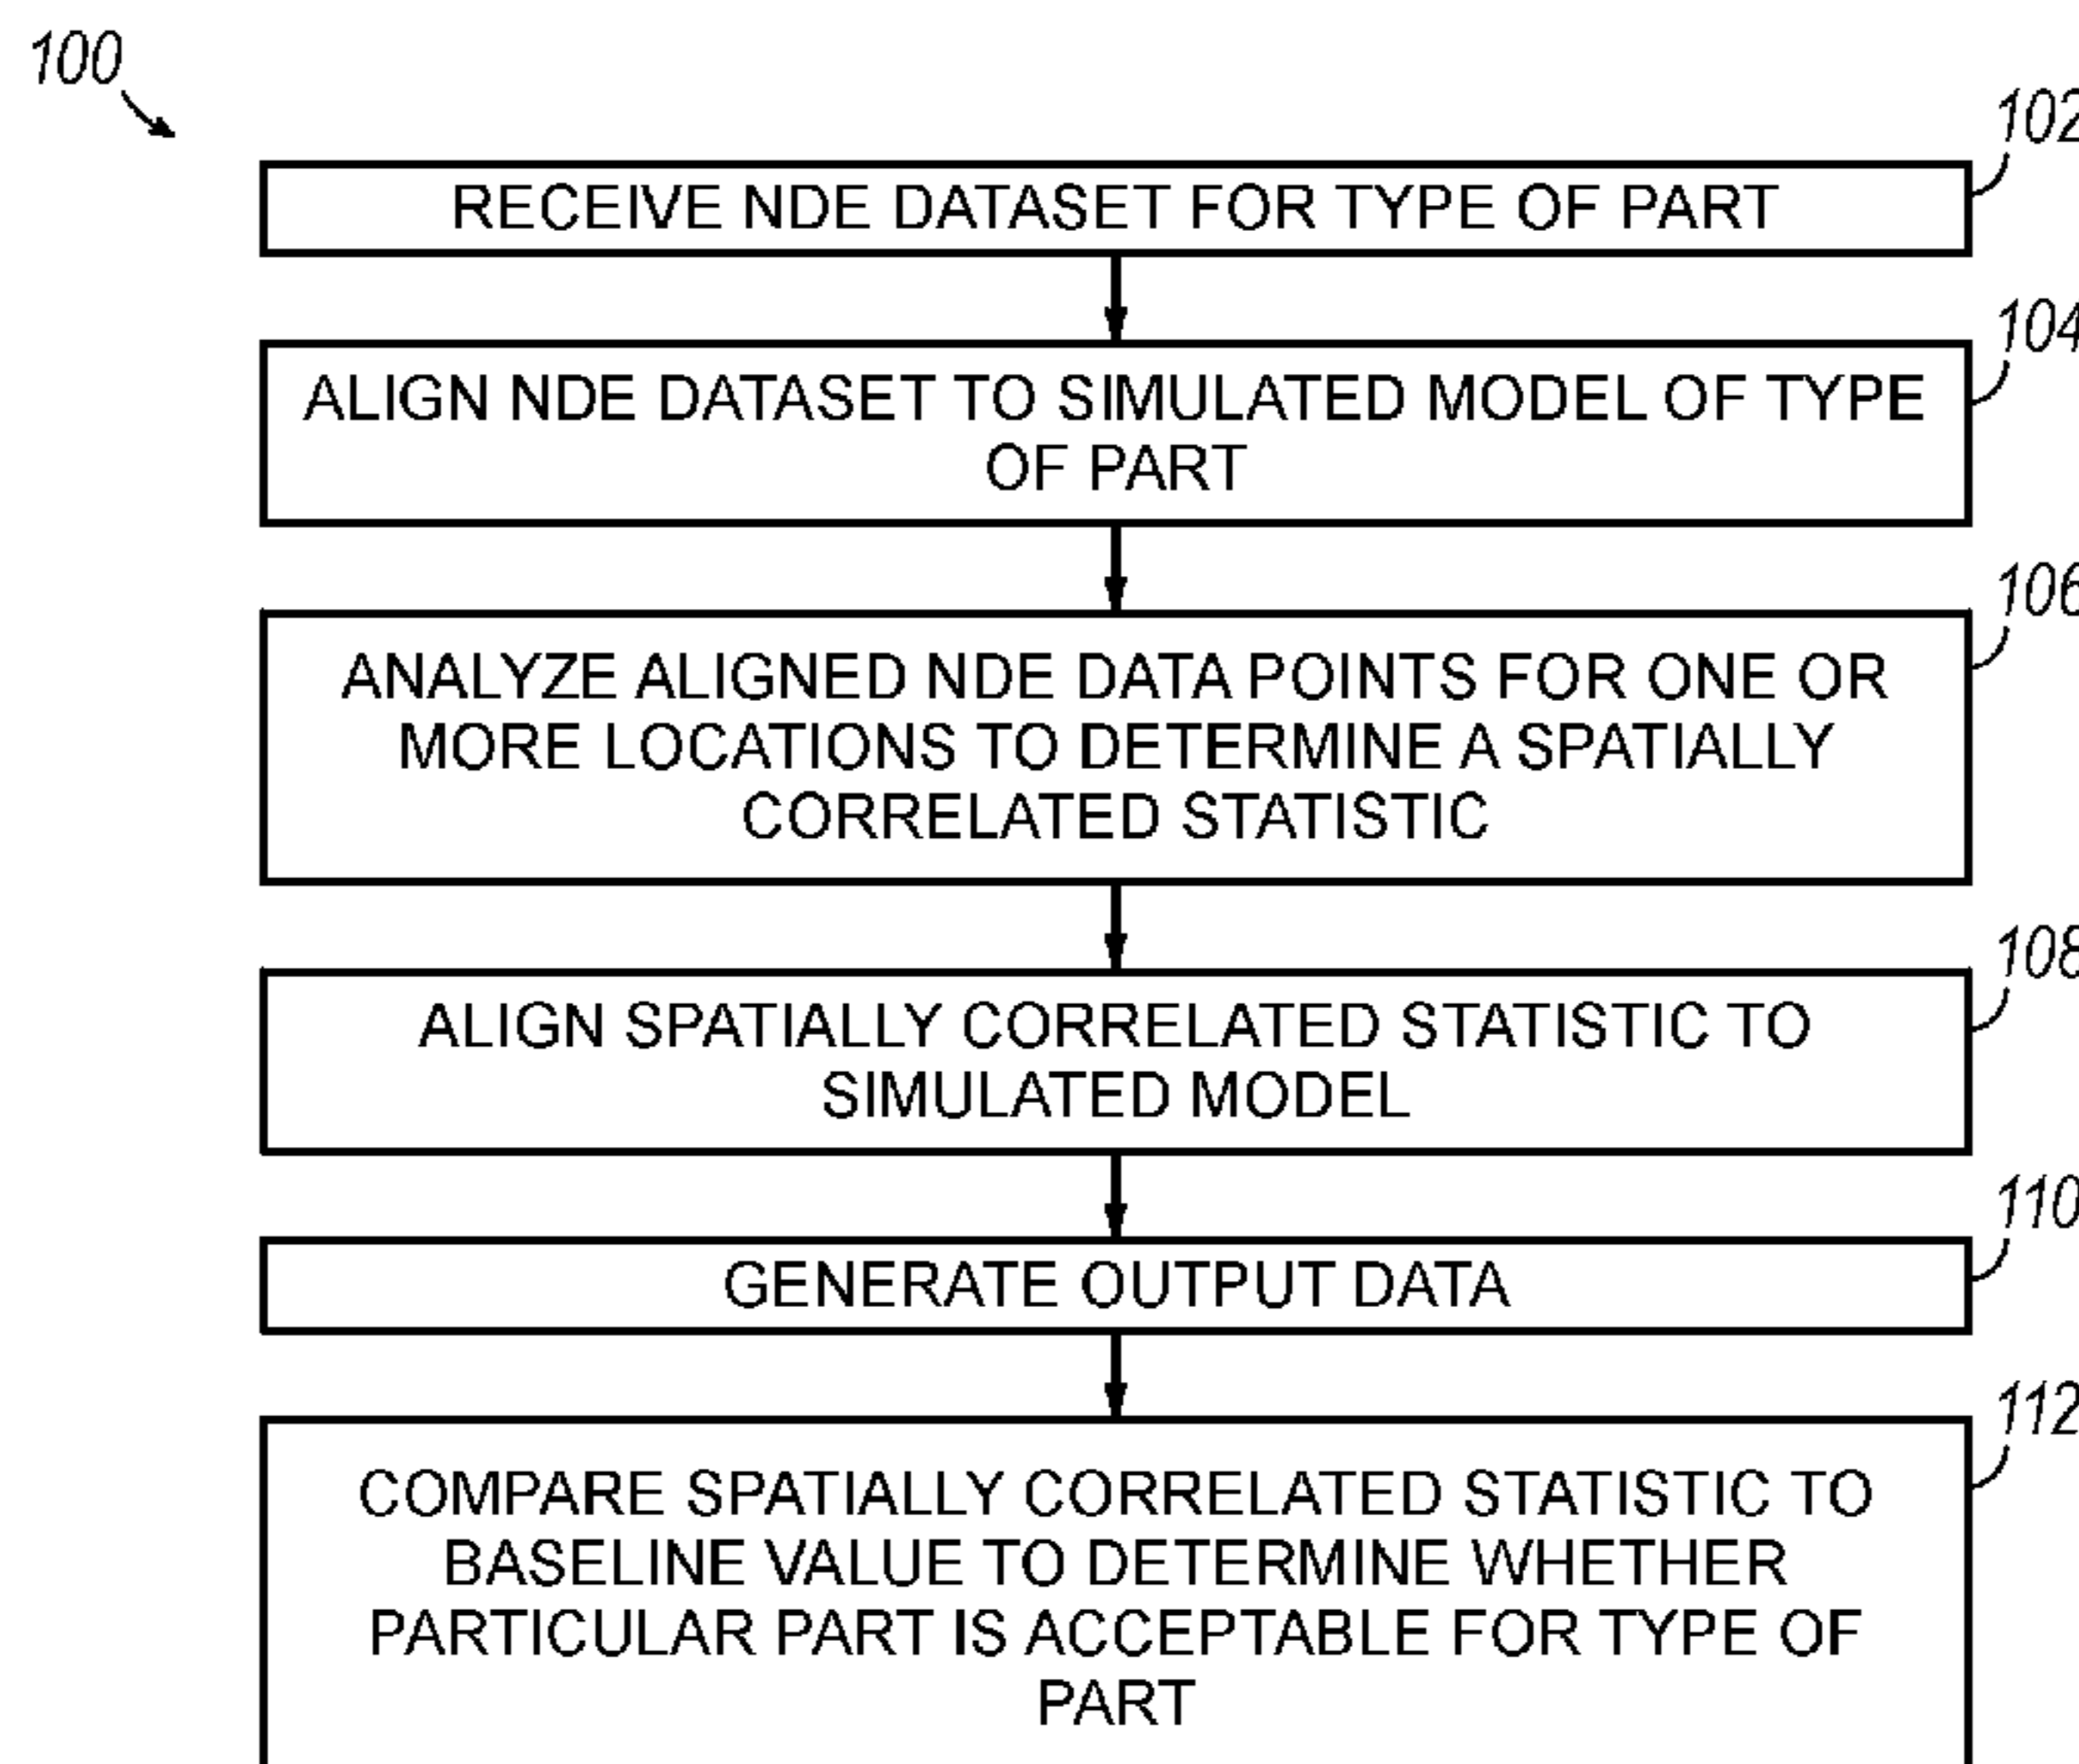 100
102
RECEIVE NDE DATASET FOR TYPE OF PART
104
ALIGN NDE DATASET TO SIMULATED MODEL OF TYPE
OF PART
106
ANALYZE ALIGNED NDE DATA POINTS FOR ONE OR
MORE LOCATIONS TO DETERMINE A SPATIALLY
CORRELATED STATISTIC
108
ALIGN SPATIALLY CORRELATED STATISTIC TO
SIMULATED MODEL
110
GENERATE OUTPUT DATA
112
COMPARE SPATIALLY CORRELATED STATISTIC TO
BASELINE VALUE TO DETERMINE WHETHER
PARTICULAR PART IS ACCEPTABLE FOR TYPE OF
PART